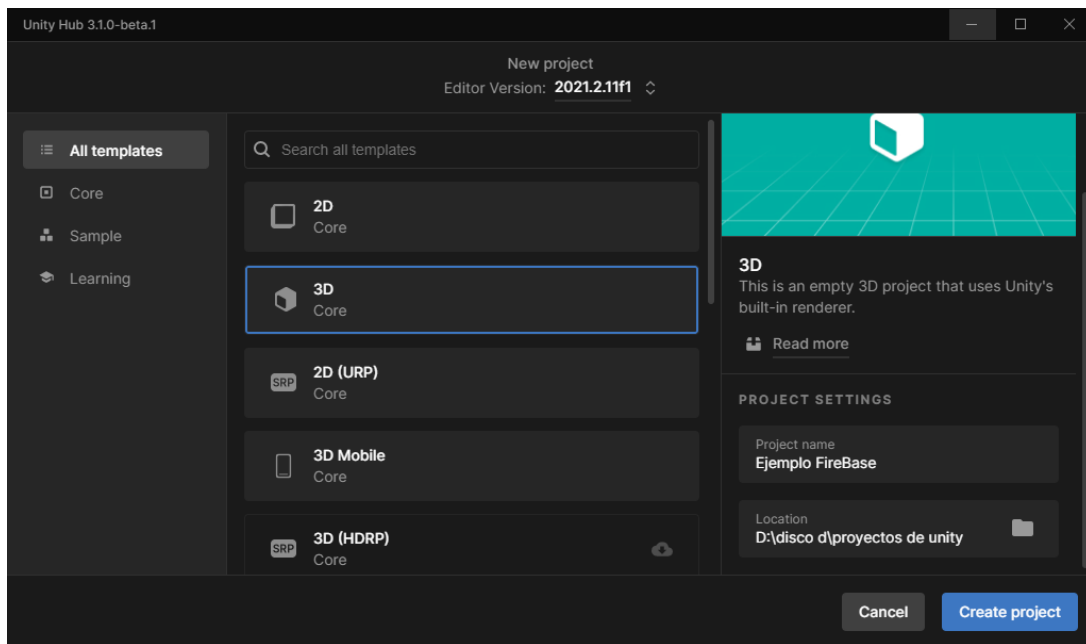 Unity Hub 3.1.0-beta.1
New project
Editor Version: 2021.2.11f1
All templates
Core
Sample
Learning
Search all templates
2D
Core
3D
Core
SRP
2D (URP)
Core
3D Mobile
Core
SRP
3D (HDRP)
Core
3D
This is an empty 3D project that uses Unity's
built-in renderer.
Read more
PROJECT SETTINGS
Project name
Ejemplo FireBase
Location
D:\disco d\proyectos de unity
Cancel
Create project